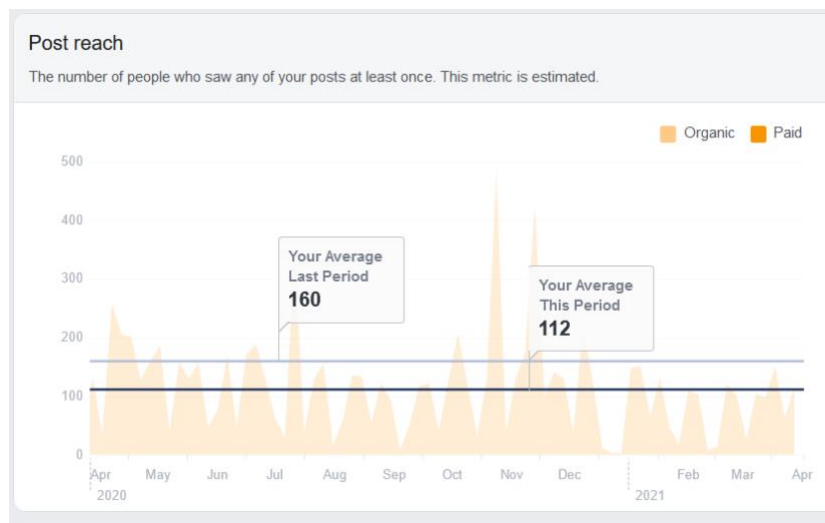 Post reach
The number of people who saw any of your posts at least once. This metric is estimated.
Organic Paid
500
400
Your Average
Last Period
160
300
Your Average
This Period
112
200
100
0
Apr May Jun Jul Aug Sep Oct Nov Dec Feb Mar Apr
2020 2021